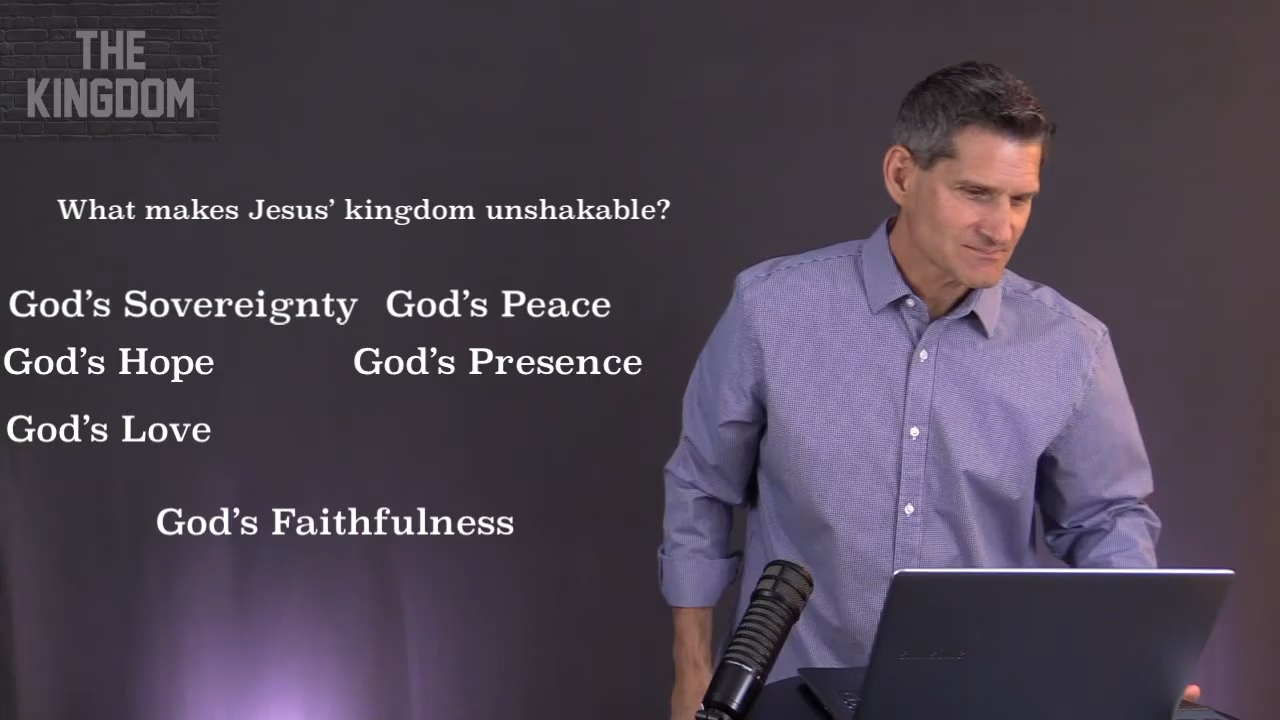 THE
KINGDOM
What makes Jesus’ kingdom unshakable?
God’s Sovereignty God’s Peace
God’s Hope God’s Presence
God’s Love
God’s Faithfulness